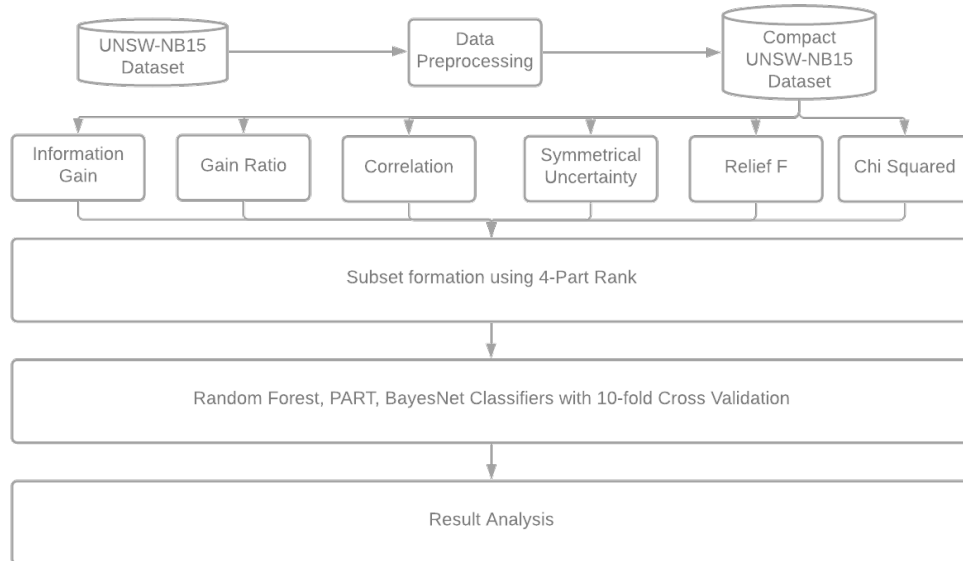 UNSW-NB15
Dataset
Data
Preprocessing
Compact
UNSW-NB15
Dataset
Information
Gain
Gain Ratio
Correlation
Symmetrical
Uncertainty
Relief F
Chi Squared
Subset formation using 4-Part Rank
Random Forest, PART, BayesNet Classifiers with 10-fold Cross Validation
Result Analysis